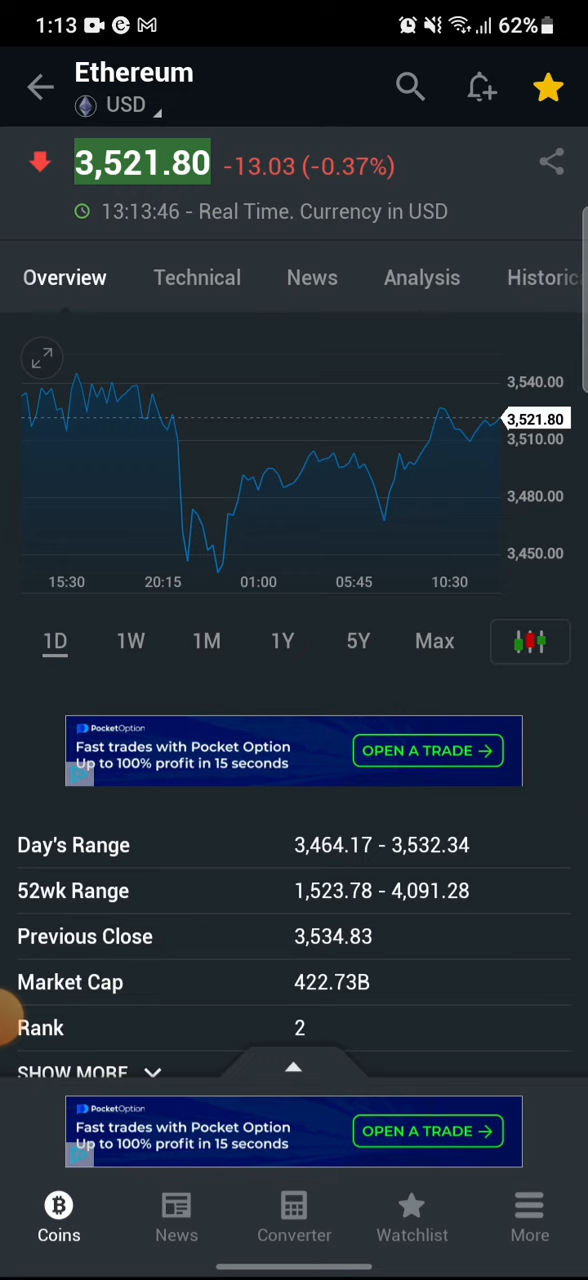 1:13 62%
Ethereum
USD
3,521.80 -13.03 (-0.37%)
13:13:46 - Real Time. Currency in USD
Overview Technical News Analysis Historic
3,540.00
3,521.80
3,510.00
3,480.00
3,450.00
15:30 20:15 01:00 05:45 10:30
1D 1W 1M 1Y 5Y Max
PocketOption
Fast trades with Pocket Option
Up to 100% profit in 15 seconds
OPEN A TRADE →
Day's Range 3,464.17 - 3,532.34
52wk Range 1,523.78 - 4,091.28
Previous Close 3,534.83
Market Cap 422.73B
Rank 2
SHOW MORE
PocketOption
Fast trades with Pocket Option
Up to 100% profit in 15 seconds
OPEN A TRADE →
Coins News Converter Watchlist More